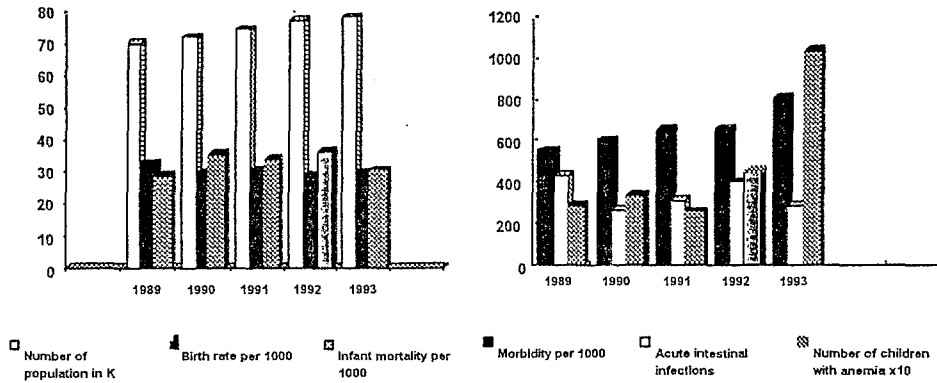 80
70
60
50
40
30
20
10
0
1989 1990 1991 1992 1993
Number of
population in K
Birth rate per 1000
Infant mortality per
1000
1200
1000
800
600
400
200
0
1989 1990 1991 1992 1993
Morbidity per 1000
Acute intestinal
infections
Number of children
with anemia x10